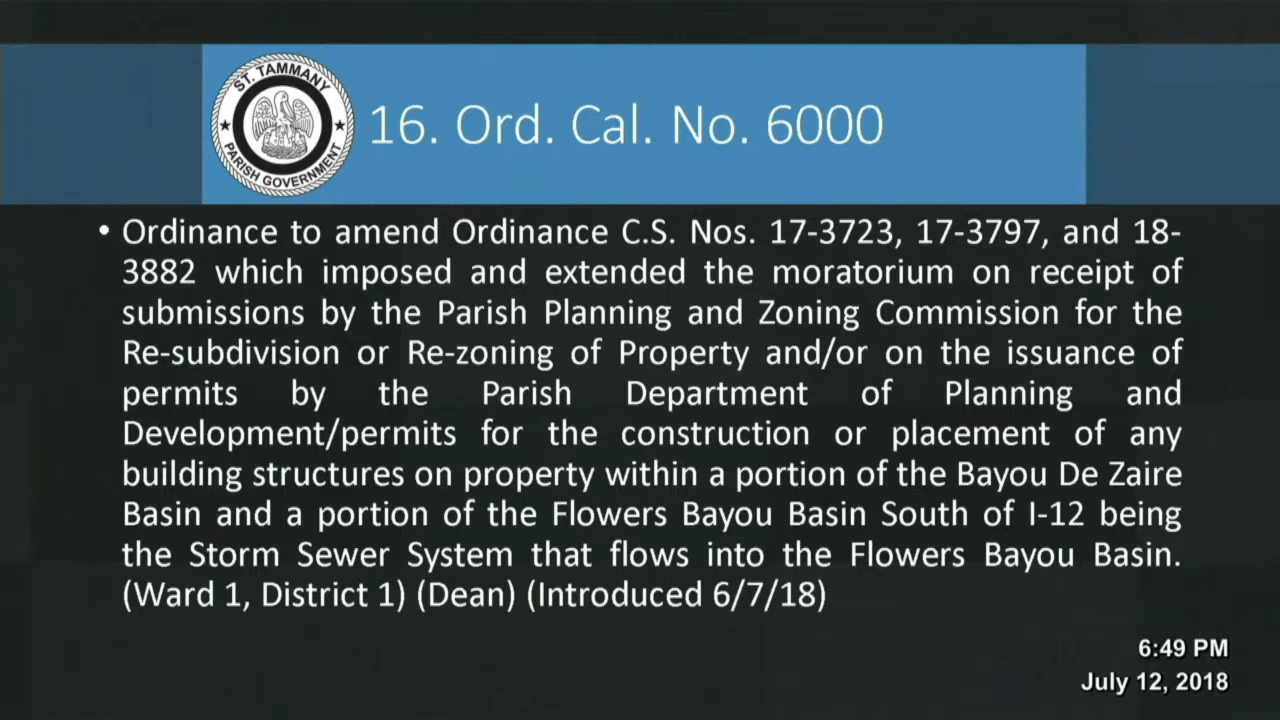 ST. TAMMANY
PARISH GOVERNMENT
16. Ord. Cal. No. 6000
• Ordinance to amend Ordinance C.S. Nos. 17-3723, 17-3797, and 18-
3882 which imposed and extended the moratorium on receipt of
submissions by the Parish Planning and Zoning Commission for the
Re-subdivision or Re-zoning of Property and/or on the issuance of
permits by the Parish Department of Planning and
Development/permits for the construction or placement of any
building structures on property within a portion of the Bayou De Zaire
Basin and a portion of the Flowers Bayou Basin South of I-12 being
the Storm Sewer System that flows into the Flowers Bayou Basin.
(Ward 1, District 1) (Dean) (Introduced 6/7/18)
6:49 PM
July 12, 2018